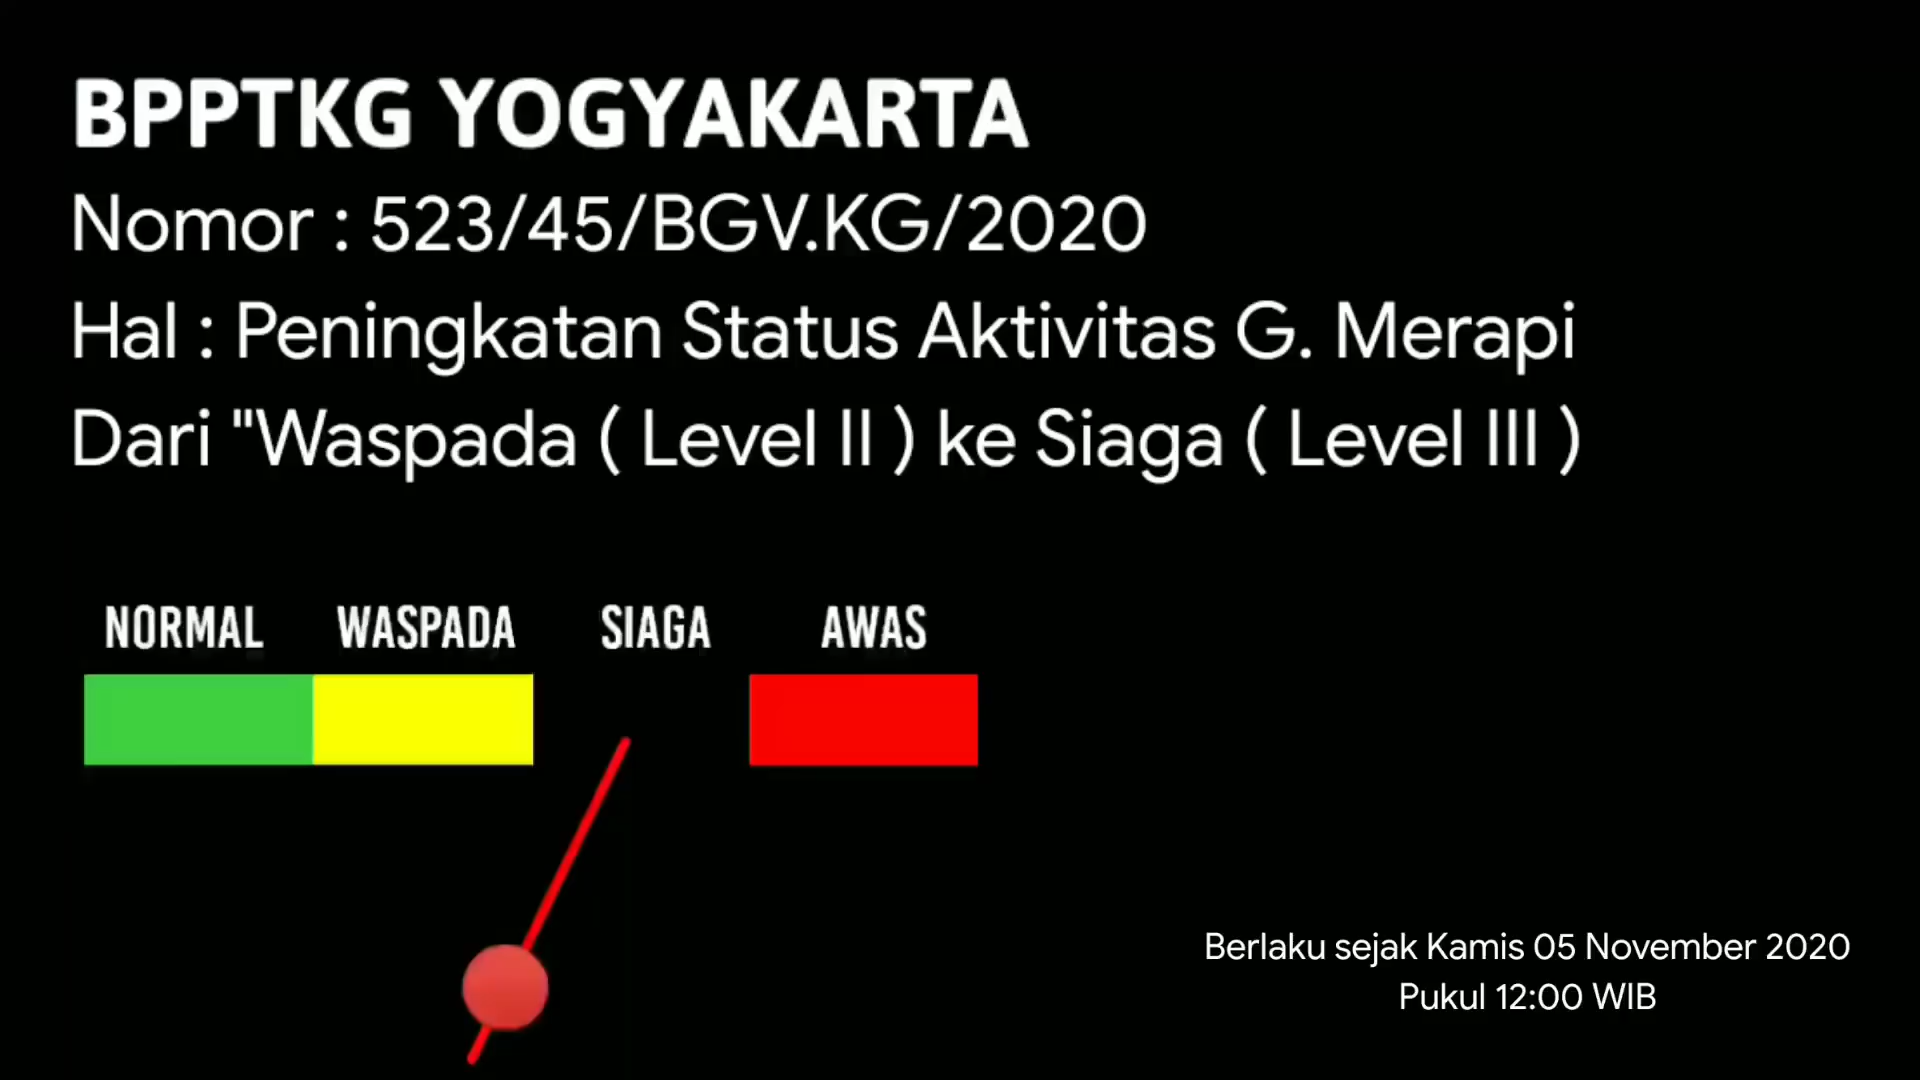 BPPTKG YOGYAKARTA
Nomor : 523/45/BGV.KG/2020
Hal : Peningkatan Status Aktivitas G. Merapi
Dari "Waspada ( Level II ) ke Siaga ( Level III )
NORMAL WASPADA SIAGA AWAS
Berlaku sejak Kamis 05 November 2020
Pukul 12:00 WIB